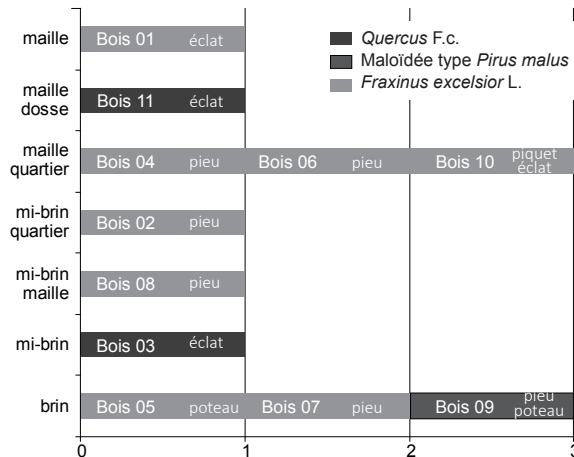 maille
Bois 01 éclat
Quercus F.c.
Maloïdée type Pirus malus
Fraxinus excelsior L.
maille
dosse
Bois 11 éclat
maille
quartier
Bois 04 pieu Bois 06 pieu Bois 10 piquet
éclat
mi-brin
quartier
Bois 02 pieu
mi-brin
maille
Bois 08 pieu
mi-brin
Bois 03 éclat
brin
Bois 05 poteau Bois 07 pieu Bois 09 pieu
poteau
0 1 2 3